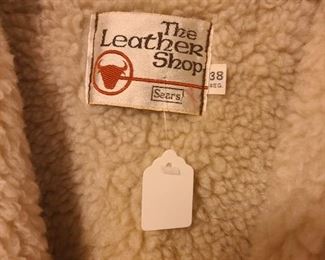 The
Leather
Shop
Sears
38
REG.